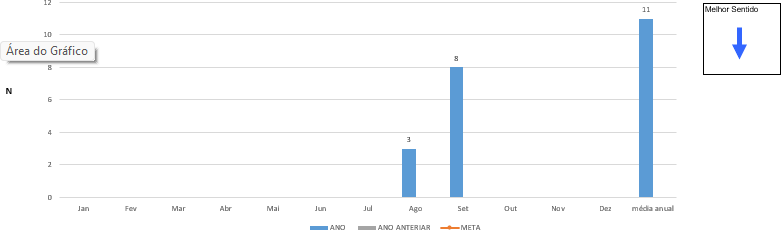 12
11
Melhor Sentido
10
Área do Gráfico
8
8
N
6
4
3
2
0
Jan Fev Mar Abr Mai Jun Jul Ago Set Out Nov Dez média anual
ANO ANO ANTERIAR META